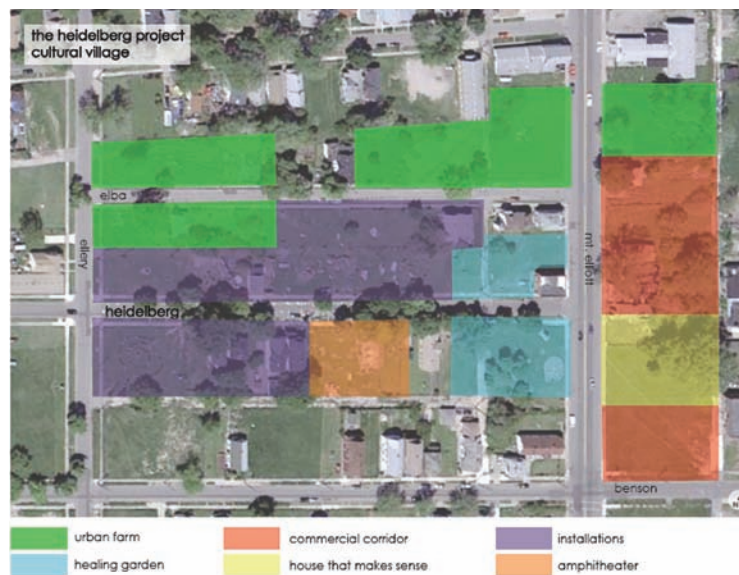 the heidelberg project
cultural village
elba
ellery
mt. elliott
heidelberg
benson
N
urban farm
commercial corridor
installations
healing garden
house that makes sense
amphitheater